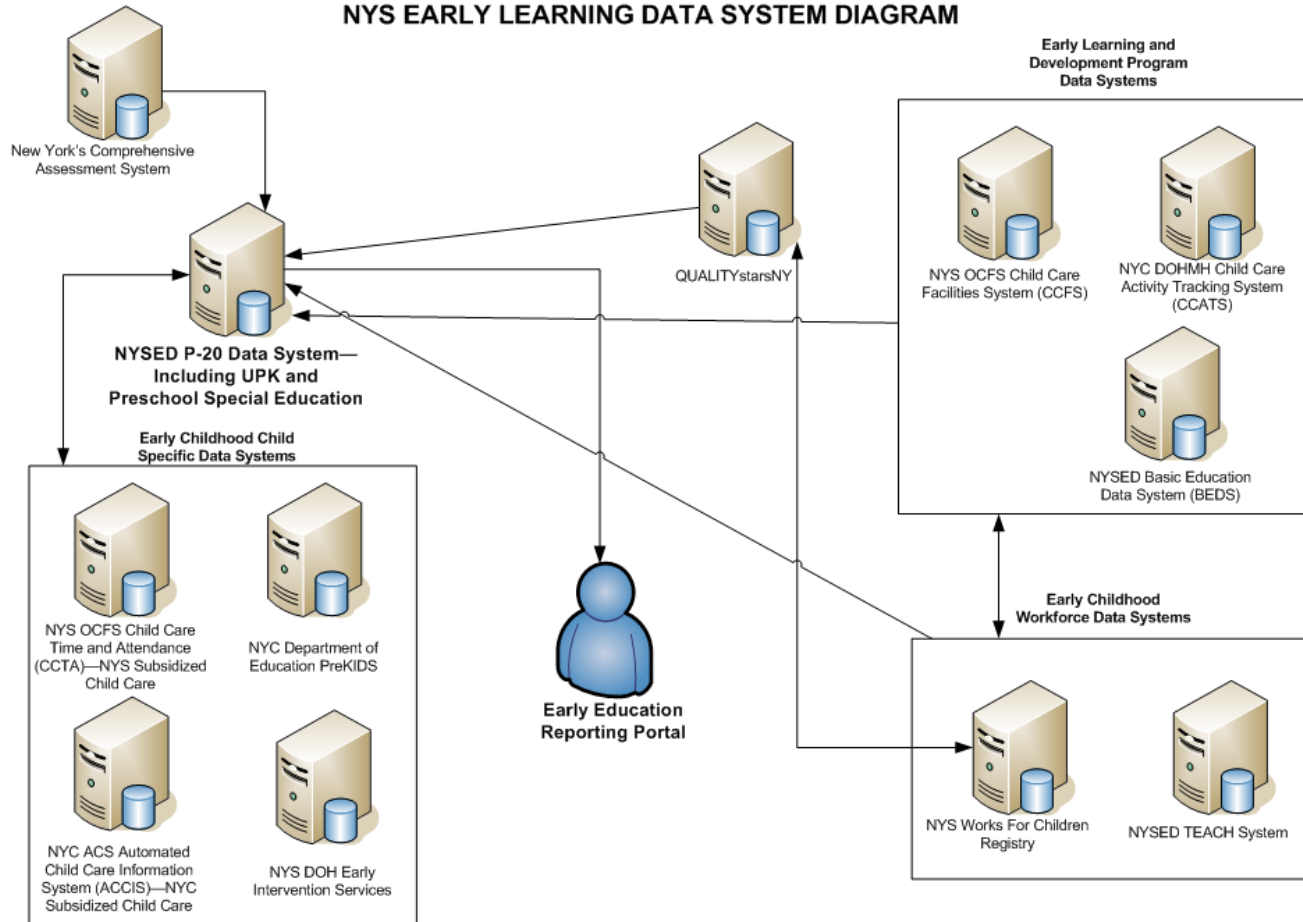 NYS EARLY LEARNING DATA SYSTEM DIAGRAM
New York's Comprehensive
Assessment System
QUALITYstarsNY
Early Learning and
Development Program
Data Systems
NYS OCFS Child Care
Facilities System (CCFS)
NYC DOHMH Child Care
Activity Tracking System
(CCATS)
NYSED Basic Education
Data System (BEDS)
NYSED P-20 Data System—
Including UPK and
Preschool Special Education
Early Childhood Child
Specific Data Systems
NYS OCFS Child Care
Time and Attendance
(CCTA)—NYS Subsidized
Child Care
NYC Department of
Education PreKIDS
NYC ACS Automated
Child Care Information
System (ACCIS)—NYC
Subsidized Child Care
NYS DOH Early
Intervention Services
Early Education
Reporting Portal
Early Childhood
Workforce Data Systems
NYS Works For Children
Registry
NYSED TEACH System